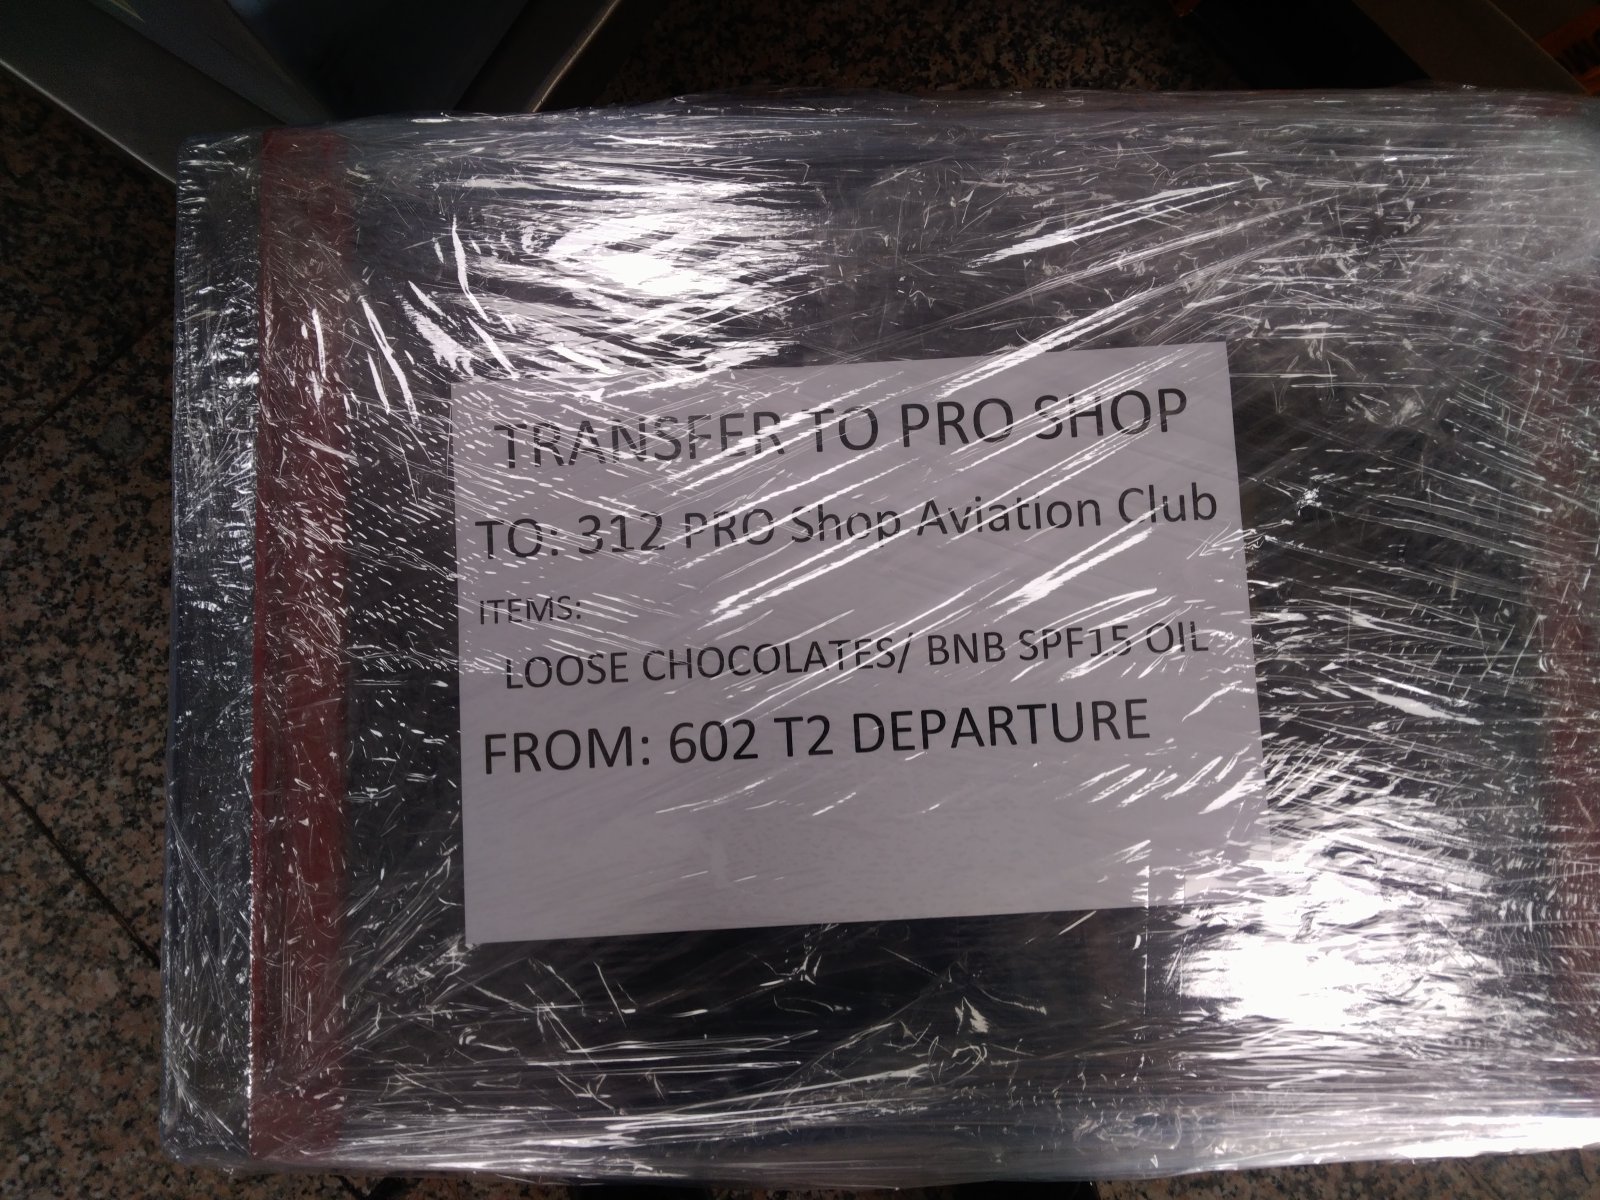 TRANSFER TO PRO SHOP
TO: 312 PRO Shop Aviation Club
ITEMS:
LOOSE CHOCOLATES/ BNB SPF15 OIL
FROM: 602 T2 DEPARTURE